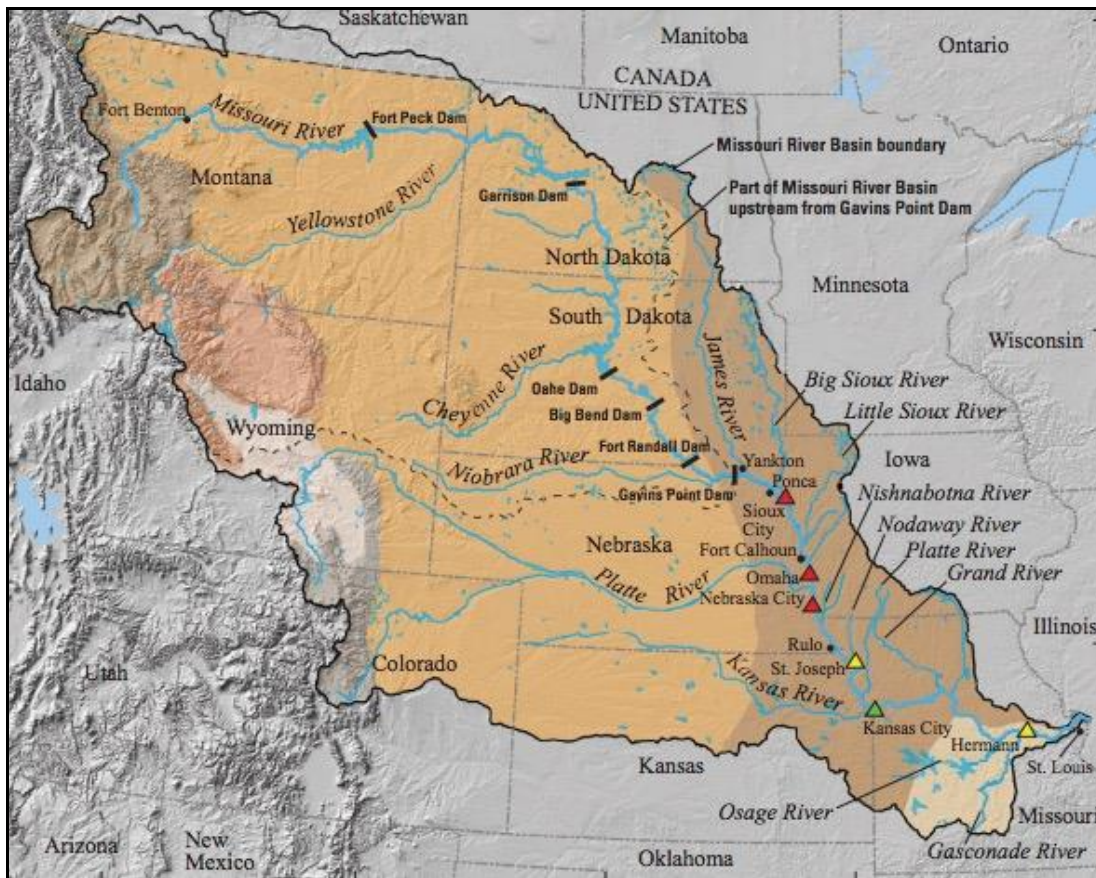 Saskatchewan
Manitoba
Ontario
CANADA
UNITED STATES
Fort Benton
Missouri River
Fort Peck Dam
Missouri River Basin boundary
Montana
Part of Missouri River Basin
upstream from Gavins Point Dam
Garrison Dam
Yellowstone River
North Dakota
Minnesota
South Dakota
Wisconsin
Idaho
James River
Big Sioux River
Oahe Dam
Cheyenne River
Little Sioux River
Big Bend Dam
Wyoming
Fort Randall Dam
Yankton
Iowa
Niobrara River
Ponca
Gavins Point Dam
Nishnabotna River
Sioux
City
Nodaway River
Nebraska
Fort Calhoun
Platte River
Omaha
Grand River
Platte River
Nebraska City
Illinois
Rulo
Utah
Colorado
St. Joseph
Kansas River
Kansas City
Hermann
St. Louis
Kansas
Osage River
Missouri
Arizona
New
Mexico
Oklahoma
Gasconade River